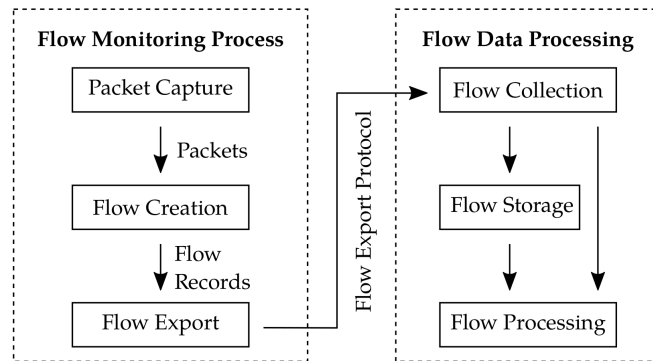 Flow Monitoring Process
Packet Capture
Packets
Flow Creation
Flow
Records
Flow Export
Flow Export Protocol
Flow Data Processing
Flow Collection
Flow Storage
Flow Processing